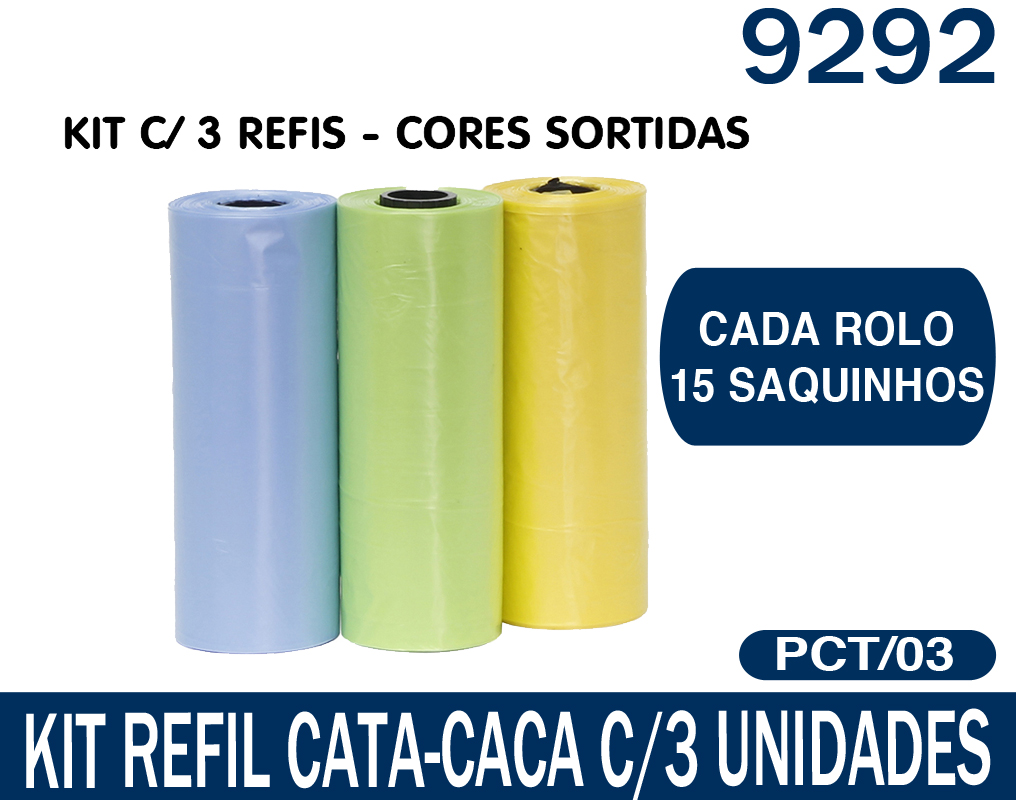 9292
KIT C/ 3 REFIS - CORES SORTIDAS
CADA ROLO
15 SAQUINHOS
PCT/03
KIT REFIL CATA-CACA C/3 UNIDADES